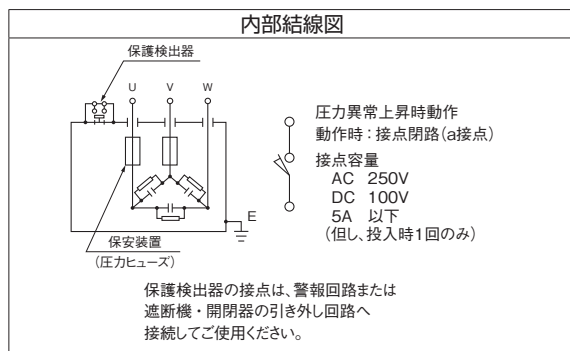 内部結線図
保護検出器
U V W
圧力異常上昇時動作
動作時：接点閉路(a接点)
接点容量
AC 250V
DC 100V
5A 以下
(但し、投入時1回のみ)
E
保安装置
(圧力ヒューズ)
保護検出器の接点は、警報回路または
遮断機・開閉器の引き外し回路へ
接続してご使用ください。